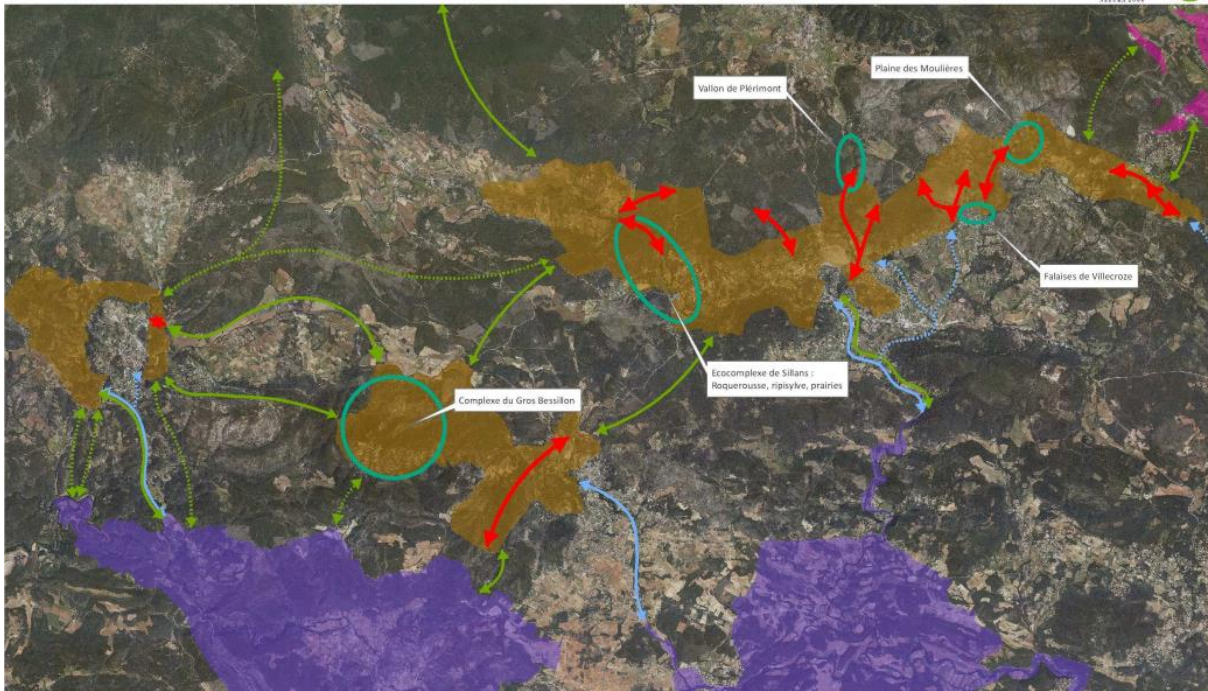 Plaine des Moulières
Vallon de Plérimont
Falaises de Villecroze
Ecocomplexe de Sillans :
Roquerousse, ripisylve, prairies
Complexe du Gros Bessillon